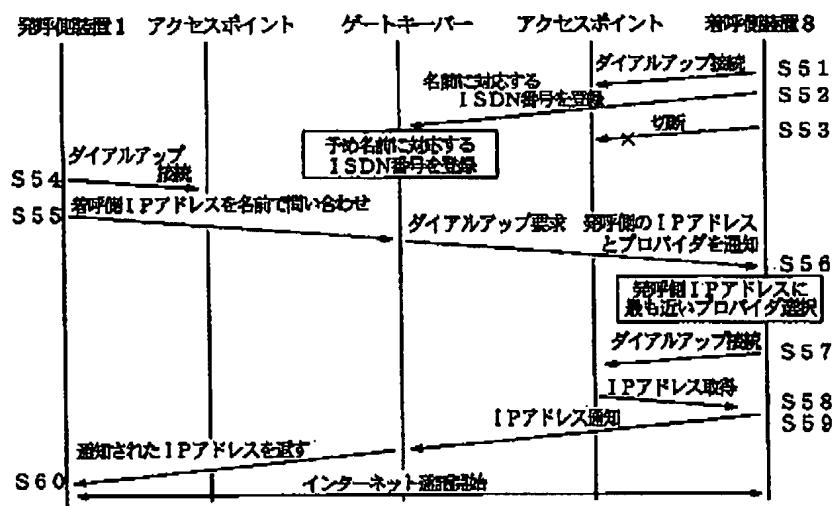 発呼側装置1 アクセスポイント ゲートキーパー アクセスポイント 着呼側装置8
ダイアルアップ接続 S51
名前に対応する
ISDN番号を登録 S52
切断 S53
予め名前に対応する
ISDN番号を登録
ダイアルアップ
接続
S54
着呼側IPアドレスを名前で問い合わせ
S55
ダイアルアップ要求 発呼側のIPアドレス
とプロバイダを通知
S56
発呼側IPアドレスに
最も近いプロバイダ選択
ダイアルアップ接続 S57
IPアドレス取得 S58
IPアドレス通知 S59
通知されたIPアドレスを返す
S60
インターネット通話開始